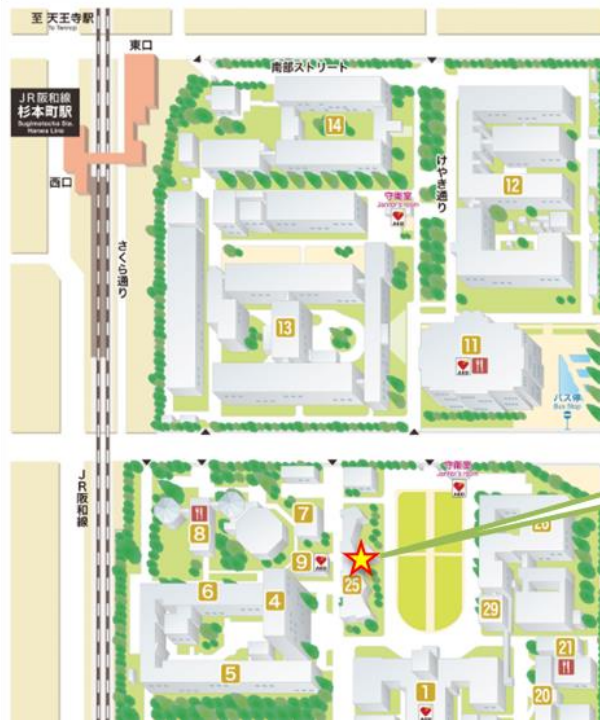 至 天王寺駅
To Tennoji
東口
JR阪和線
杉本町駅
Sugimotocho Sta.
Hanwa Line
西口
さくら通り
南部ストリート
14
けやき通り
12
守衛室
Janitor's room
AED
13
11
AED
バス停
Bus Stop
JR阪和線
守衛室
Janitor's room
AED
7
8
26
9
AED
25
6
4
29
5
21
1
20
AED